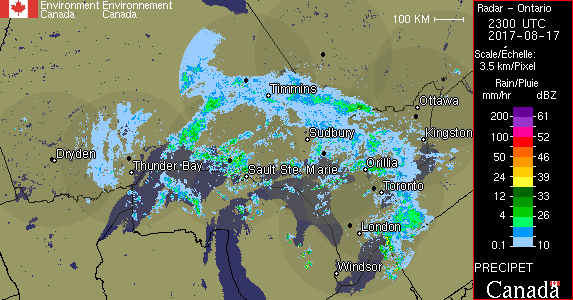 Environment Environnement
Canada Canada
100 KM
Timmins
Ottawa
Sudbury
Kingston
Dryden
Thunder Bay
Sault Ste. Marie
Orillia
Toronto
London
Windsor
Radar - Ontario
2300 UTC
2017-08-17
Scale/Échelle:
3.5 km/Pixel
Rain/Pluie
mm/hr dBZ
200 61
100 52
50 46
24 39
12 33
4 26
0.1 10
PRECIPET
Canada